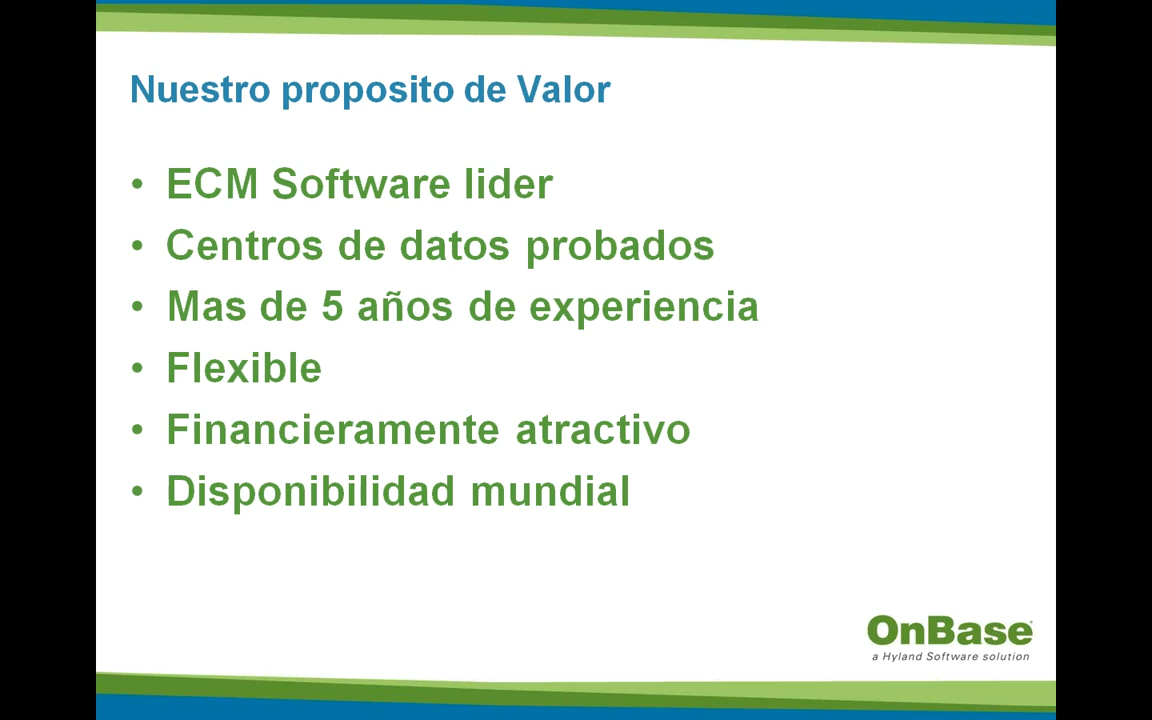 Nuestro proposito de Valor
• ECM Software lider
• Centros de datos probados
• Mas de 5 años de experiencia
• Flexible
• Financieramente atractivo
• Disponibilidad mundial
OnBase
a Hyland Software solution